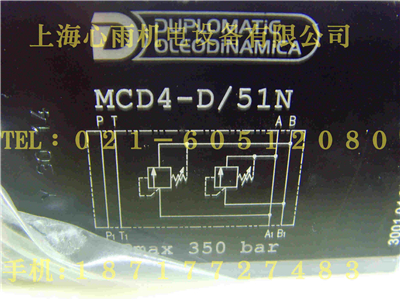 上海心雨机电设备有限公司
DUPLOMATIC
OLEODINAMICA
MCD4-D/51N
P T A B
TEL：021-60512080
P₁ T₁ A₁ B₁
max 350 bar
手机:18717727483